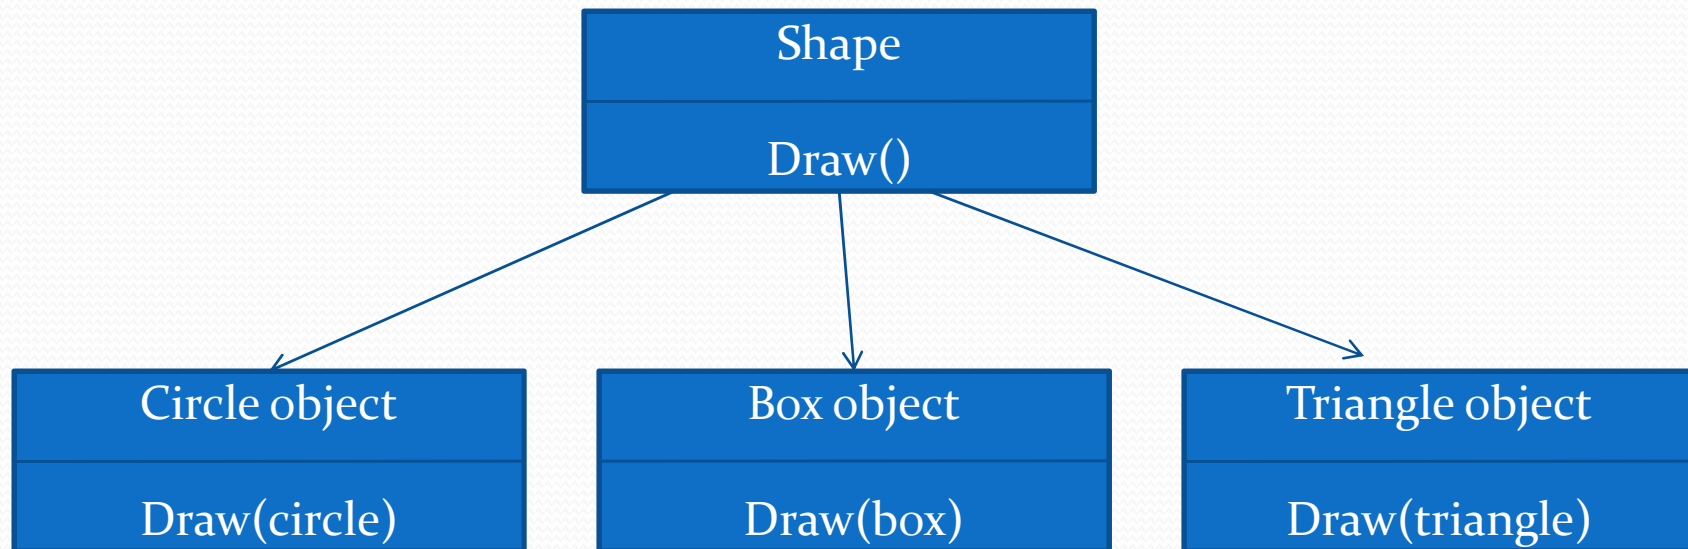 Shape
Draw()
Circle object
Draw(circle)
Box object
Draw(box)
Triangle object
Draw(triangle)